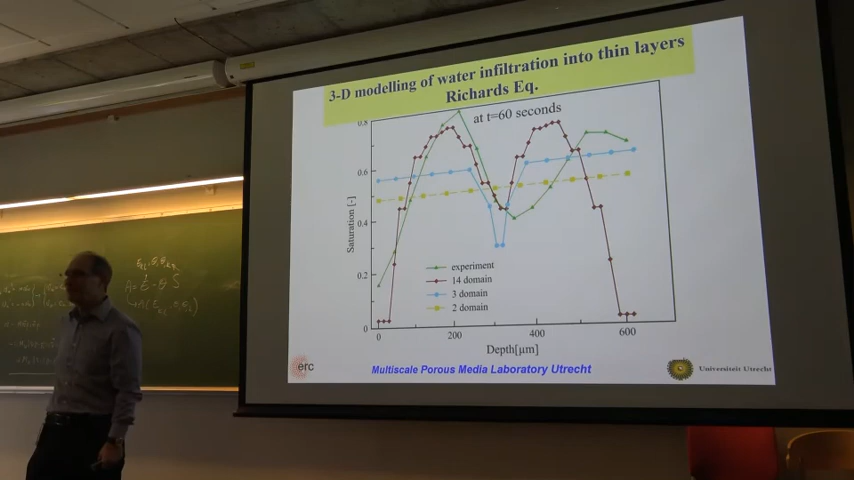 3-D modelling of water infiltration into thin layers
Richards Eq.
at t=60 seconds
0.8
0.6
0.4
0.2
0
Saturation [-]
experiment
14 domain
3 domain
2 domain
0
200
400
600
Depth[µm]
erc
Multiscale Porous Media Laboratory Utrecht
Universiteit Utrecht